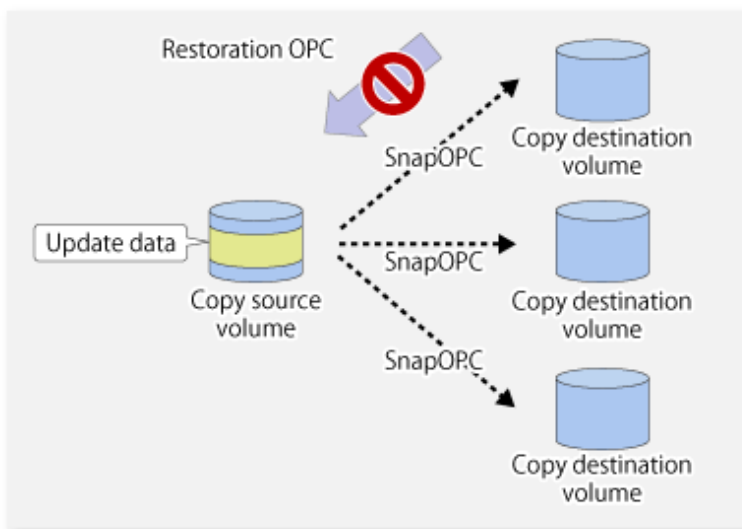 Restoration OPC
SnapOPC
Copy destination
volume
Update data
Copy source
volume
SnapOPC
Copy destination
volume
SnapOPC
Copy destination
volume